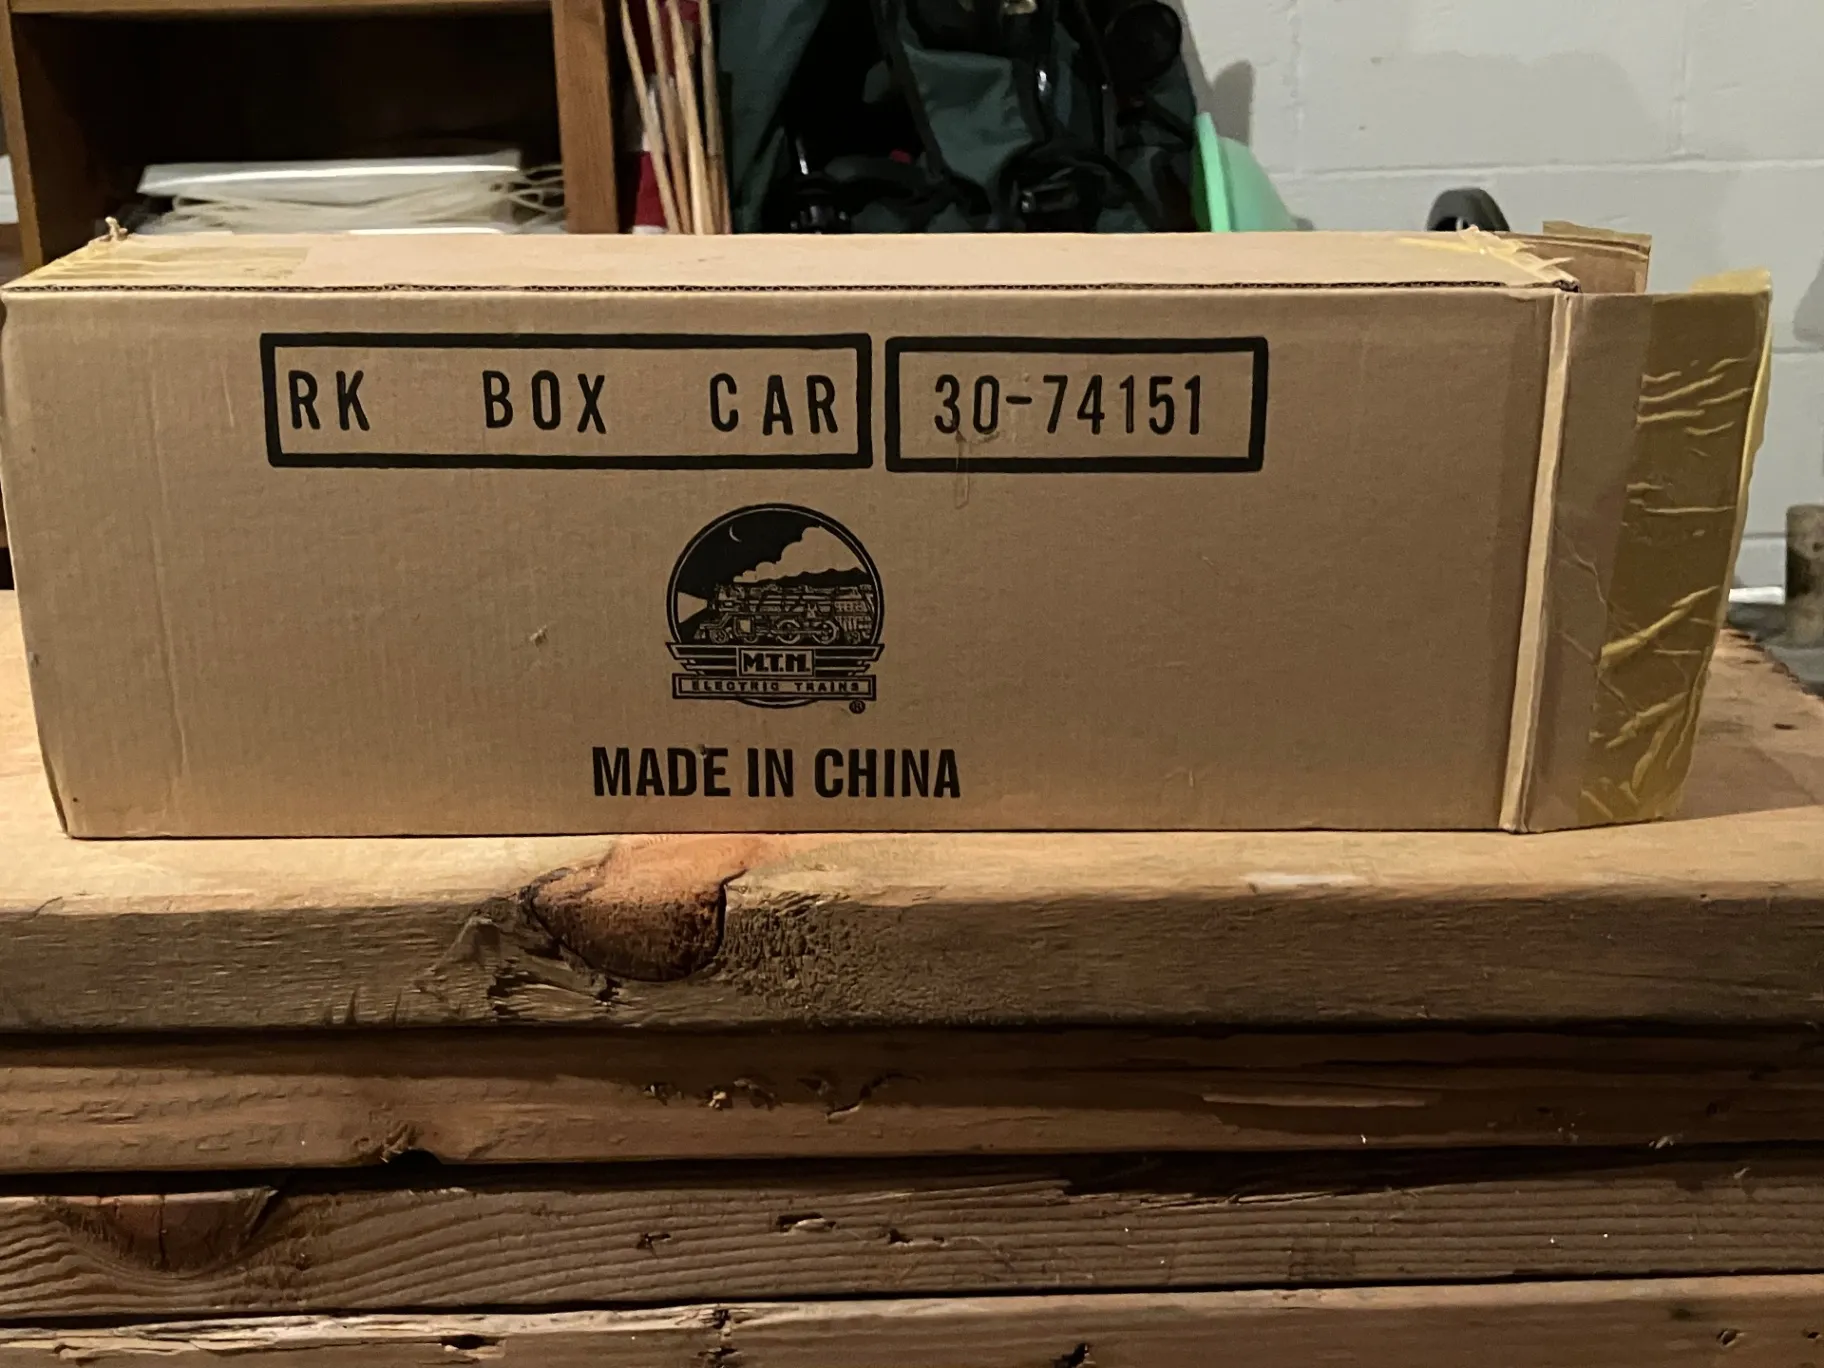 RK BOX CAR 30-74151
M.T.H.
ELECTRIC TRAINS
®
MADE IN CHINA